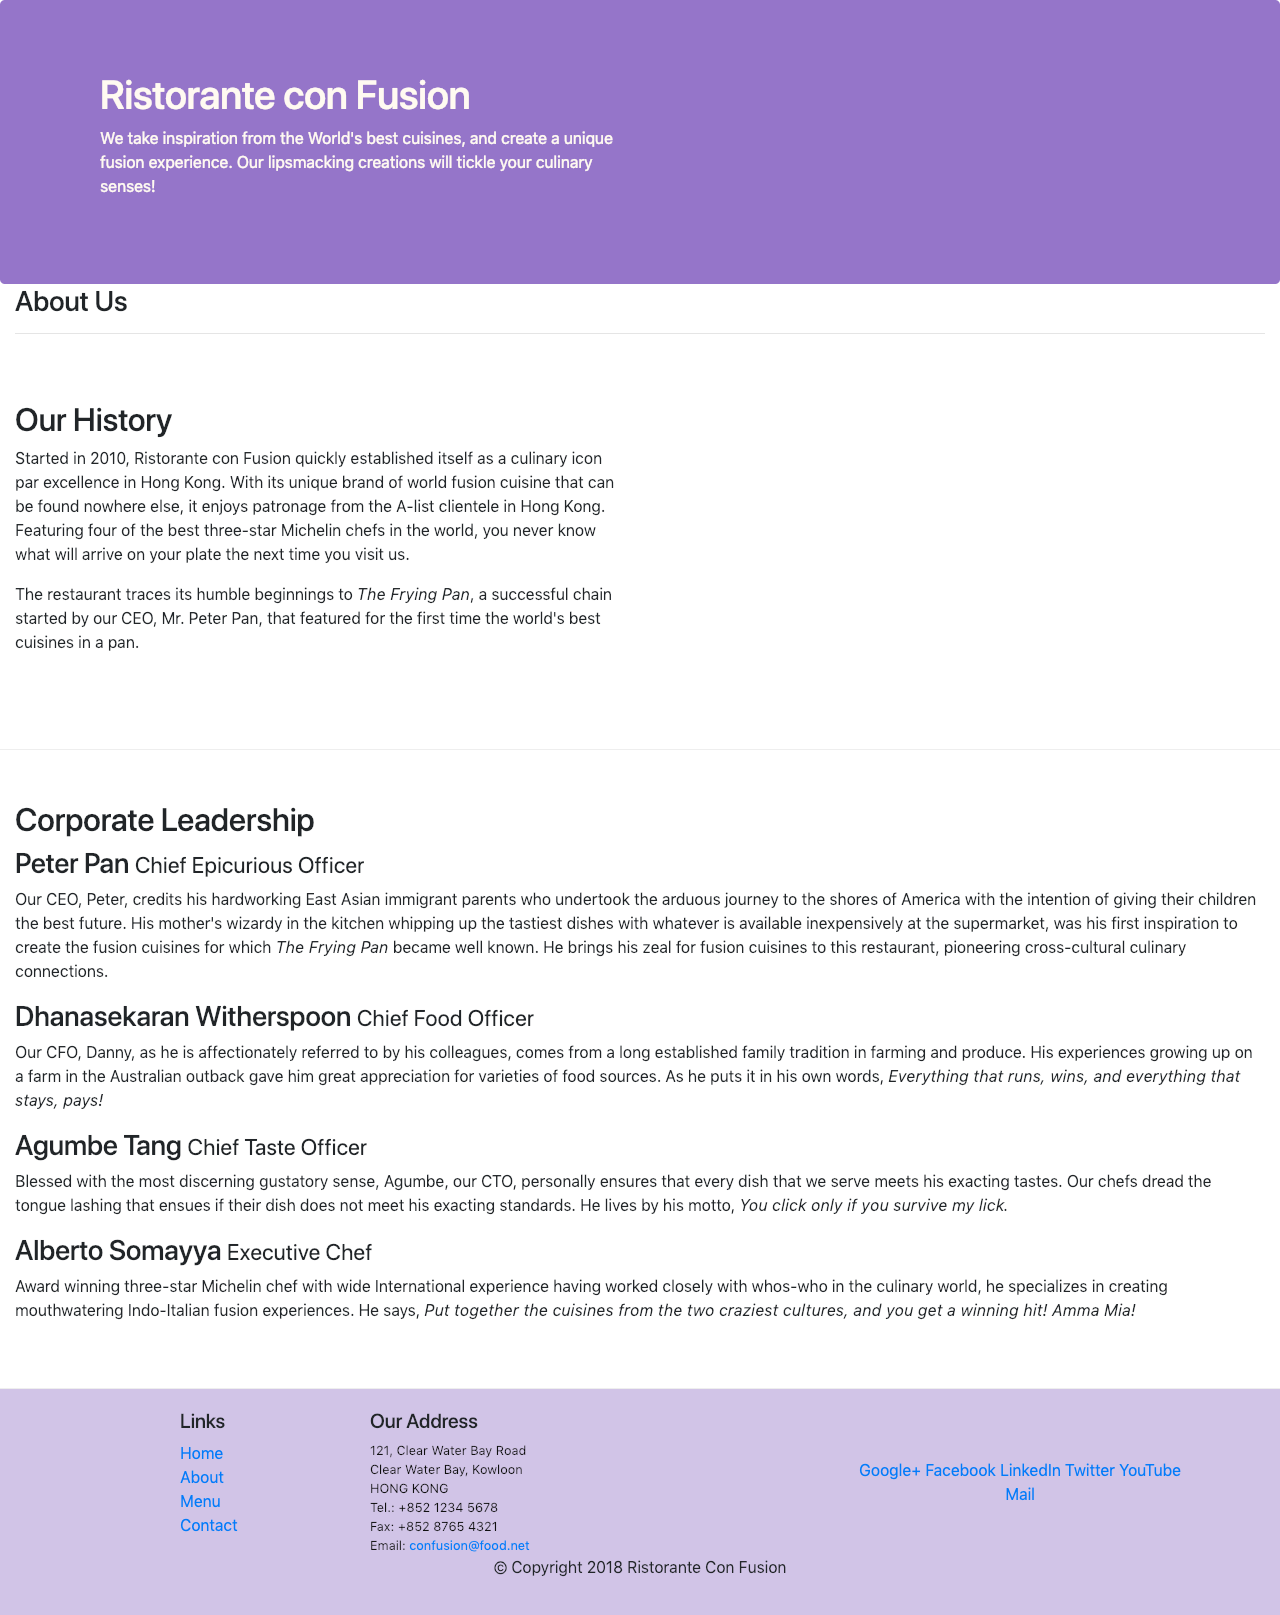 Ristorante con Fusion
We take inspiration from the World's best cuisines, and create a unique
fusion experience. Our lipsmacking creations will tickle your culinary
senses!
About Us
Our History
Started in 2010, Ristorante con Fusion quickly established itself as a culinary icon
par excellence in Hong Kong. With its unique brand of world fusion cuisine that can
be found nowhere else, it enjoys patronage from the A-list clientele in Hong Kong.
Featuring four of the best three-star Michelin chefs in the world, you never know
what will arrive on your plate the next time you visit us.
The restaurant traces its humble beginnings to The Frying Pan, a successful chain
started by our CEO, Mr. Peter Pan, that featured for the first time the world's best
cuisines in a pan.
Corporate Leadership
Peter Pan Chief Epicurious Officer
Our CEO, Peter, credits his hardworking East Asian immigrant parents who undertook the arduous journey to the shores of America with the intention of giving their children
the best future. His mother's wizardy in the kitchen whipping up the tastiest dishes with whatever is available inexpensively at the supermarket, was his first inspiration to
create the fusion cuisines for which The Frying Pan became well known. He brings his zeal for fusion cuisines to this restaurant, pioneering cross-cultural culinary
connections.
Dhanasekaran Witherspoon Chief Food Officer
Our CFO, Danny, as he is affectionately referred to by his colleagues, comes from a long established family tradition in farming and produce. His experiences growing up on
a farm in the Australian outback gave him great appreciation for varieties of food sources. As he puts it in his own words, Everything that runs, wins, and everything that
stays, pays!
Agumbe Tang Chief Taste Officer
Blessed with the most discerning gustatory sense, Agumbe, our CTO, personally ensures that every dish that we serve meets his exacting tastes. Our chefs dread the
tongue lashing that ensues if their dish does not meet his exacting standards. He lives by his motto, You click only if you survive my lick.
Alberto Somayya Executive Chef
Award winning three-star Michelin chef with wide International experience having worked closely with whos-who in the culinary world, he specializes in creating
mouthwatering Indo-Italian fusion experiences. He says, Put together the cuisines from the two craziest cultures, and you get a winning hit! Amma Mia!
Links
Home
About
Menu
Contact
Our Address
121, Clear Water Bay Road
Clear Water Bay, Kowloon
HONG KONG
Tel.: +852 1234 5678
Fax: +852 8765 4321
Email: confusion@food.net
Google+ Facebook LinkedIn Twitter YouTube
Mail
© Copyright 2018 Ristorante Con Fusion